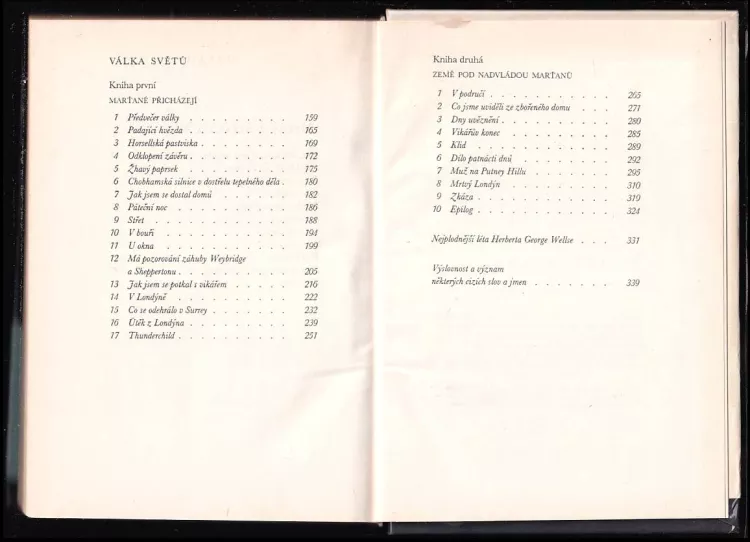 VÁLKA SVĚTŮ
Kniha první
MARŤANÉ PŘICHÁZEJÍ
1 Předvečer války . . . . . . . . . 159
2 Padající hvězda . . . . . . . . . 165
3 Horsellská pastviska . . . . . . . . 169
4 Odklopení závěru . . . . . . . . . 172
5 Žhavý paprsek . . . . . . . . . 175
6 Chobhamská silnice v dostřelu tepelného děla . 180
7 Jak jsem se dostal domů . . . . . . . 182
8 Páteční noc . . . . . . . . . . 186
9 Střet . . . . . . . . . . . 188
10 V bouři . . . . . . . . . . 194
11 U okna . . . . . . . . . . 199
12 Má pozorování záhuby Weybridge
a Sheppertonu . . . . . . . . . 205
13 Jak jsem se potkal s vikářem . . . . . . 216
14 V Londýně . . . . . . . . . . 222
15 Co se odehrálo v Surrey . . . . . . . 232
16 Útěk z Londýna . . . . . . . . . 239
17 Thunderchild . . . . . . . . . . 251
Kniha druhá
ZEMĚ POD NADVLÁDOU MARŤANŮ
1 V područí . . . . . . . . . . 265
2 Co jsme uviděli ze zbořeného domu . . . . 271
3 Dny uvěznění . . . . . . . . . 280
4 Vikářův konec . . . . . . . . . 285
5 Klid . . . . . . . . . . . 289
6 Dílo patnácti dnů . . . . . . . . 292
7 Muž na Putney Hillu . . . . . . . 295
8 Mrtvý Londýn . . . . . . . . . 310
9 Zkáza . . . . . . . . . . . 319
10 Epilog . . . . . . . . . . . 324
Nejplodnější léta Herberta George Wellse . . . 331
Výslovnost a význam
některých cizích slov a jmen . . . . . . . 339